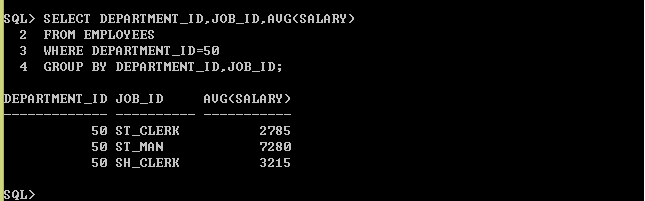 SQL> SELECT DEPARTMENT_ID,JOB_ID,AVG(SALARY)
2 FROM EMPLOYEES
3 WHERE DEPARTMENT_ID=50
4 GROUP BY DEPARTMENT_ID,JOB_ID;
DEPARTMENT_ID JOB_ID AVG(SALARY)
------------- ---------- -----------
50 ST_CLERK 2785
50 ST_MAN 7280
50 SH_CLERK 3215
SQL>